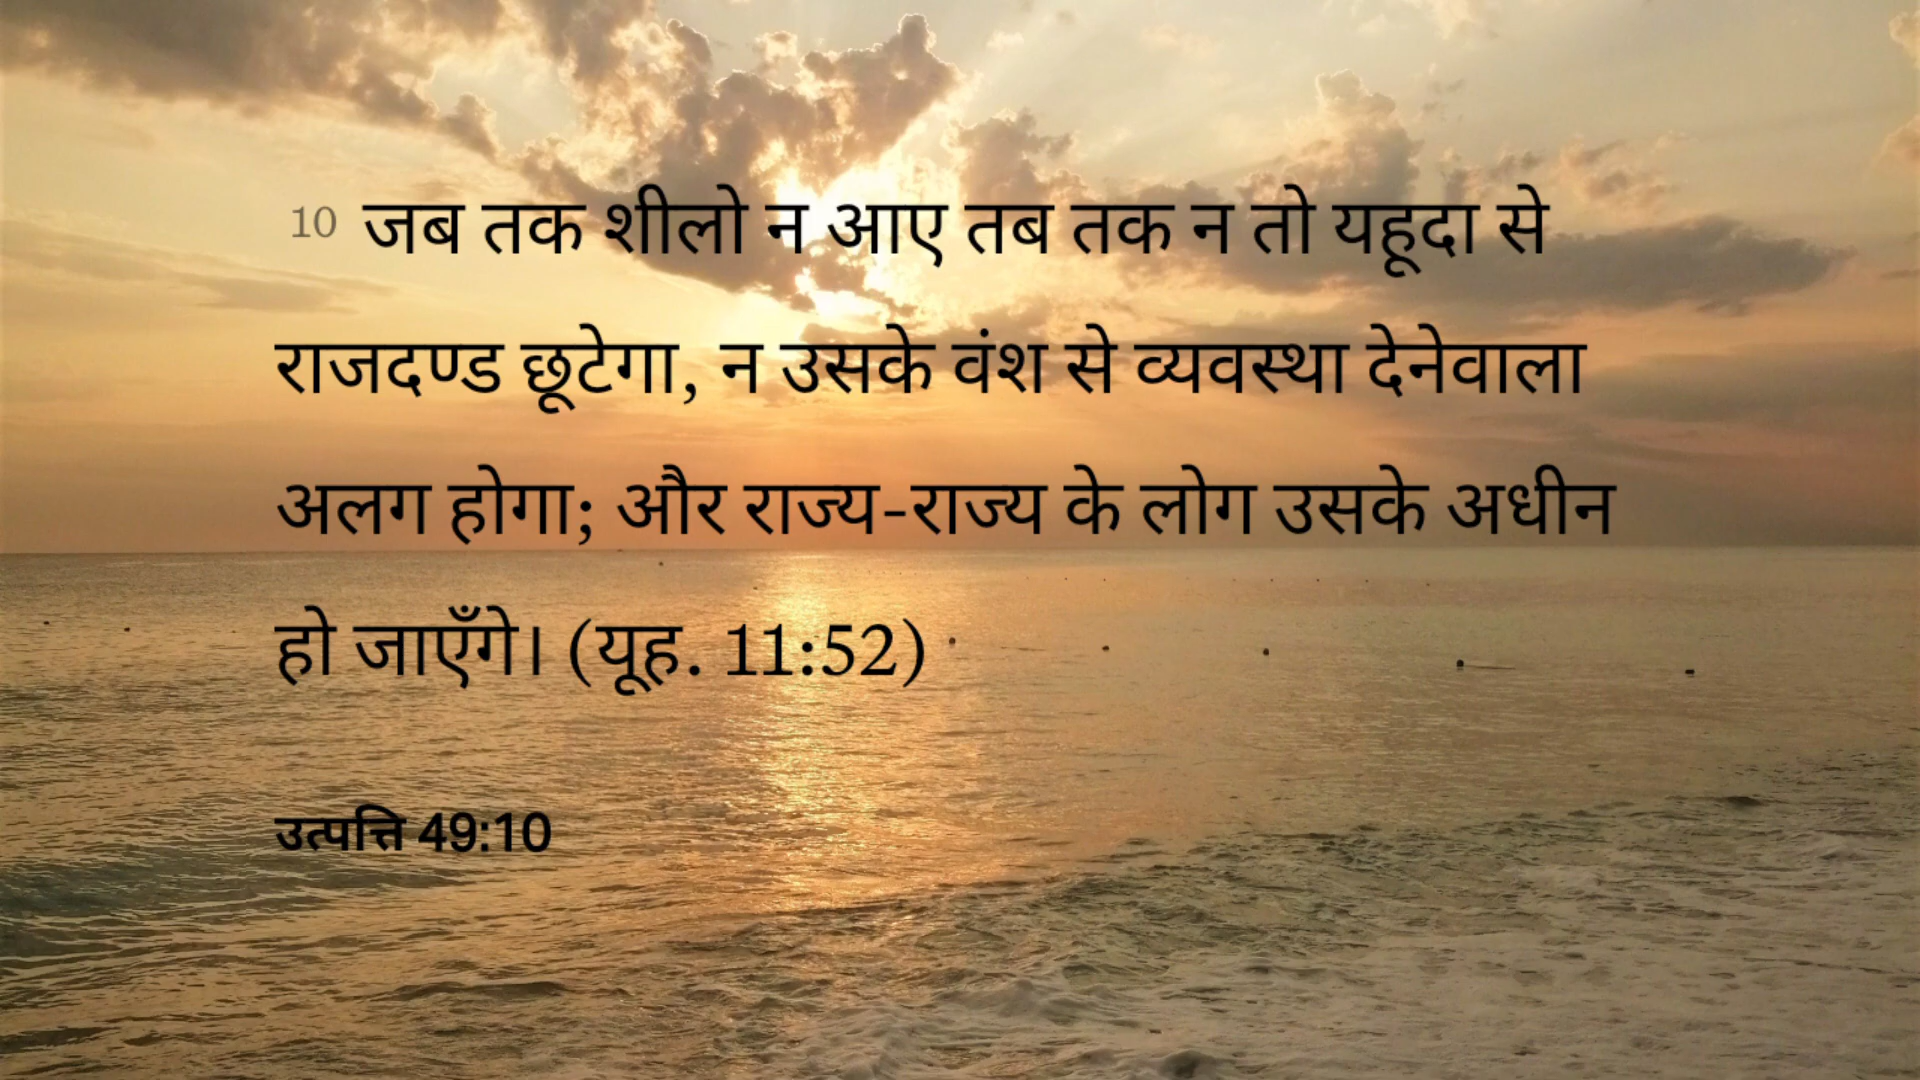 10 जब तक शीलो न आए तब तक न तो यहूदा से
राजदण्ड छूटेगा, न उसके वंश से व्यवस्था देनेवाला
अलग होगा; और राज्य-राज्य के लोग उसके अधीन
हो जाएँगे। (यूह. 11:52)
उत्पत्ति 49:10